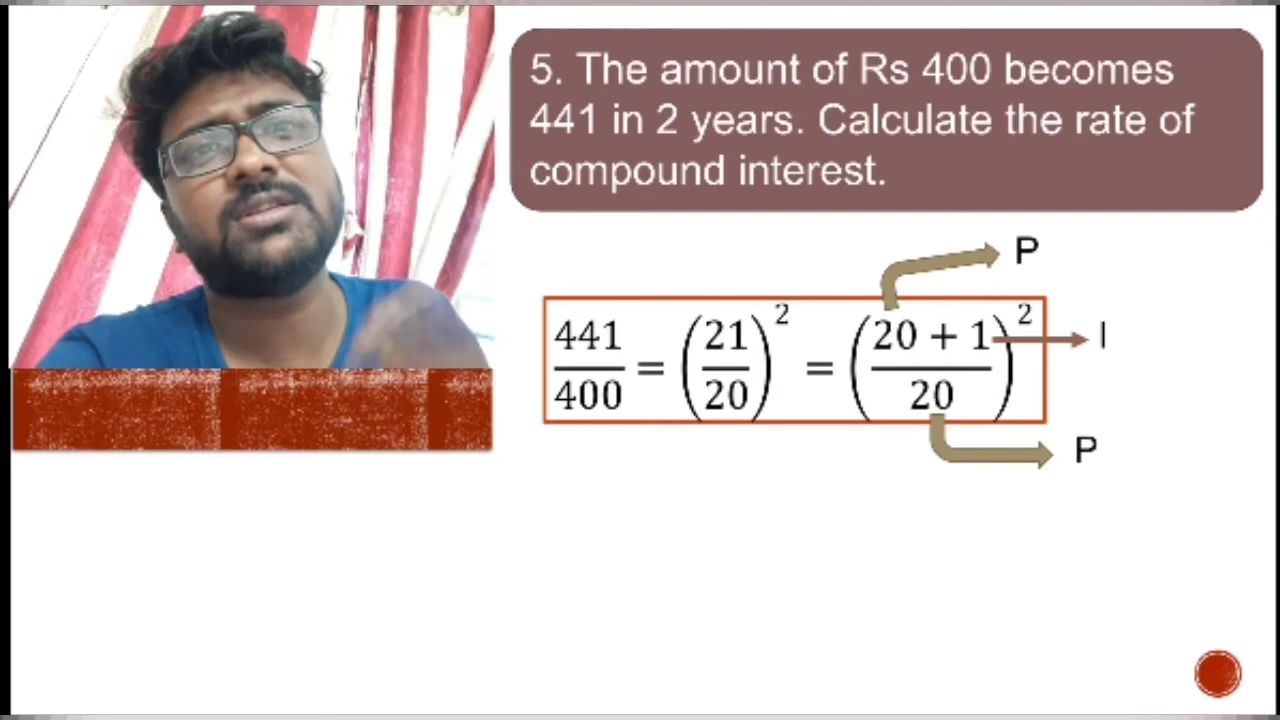 5. The amount of Rs 400 becomes
441 in 2 years. Calculate the rate of
compound interest.
P
441/400 = (21/20)^2 = ((20 + 1)/20)^2
I
P